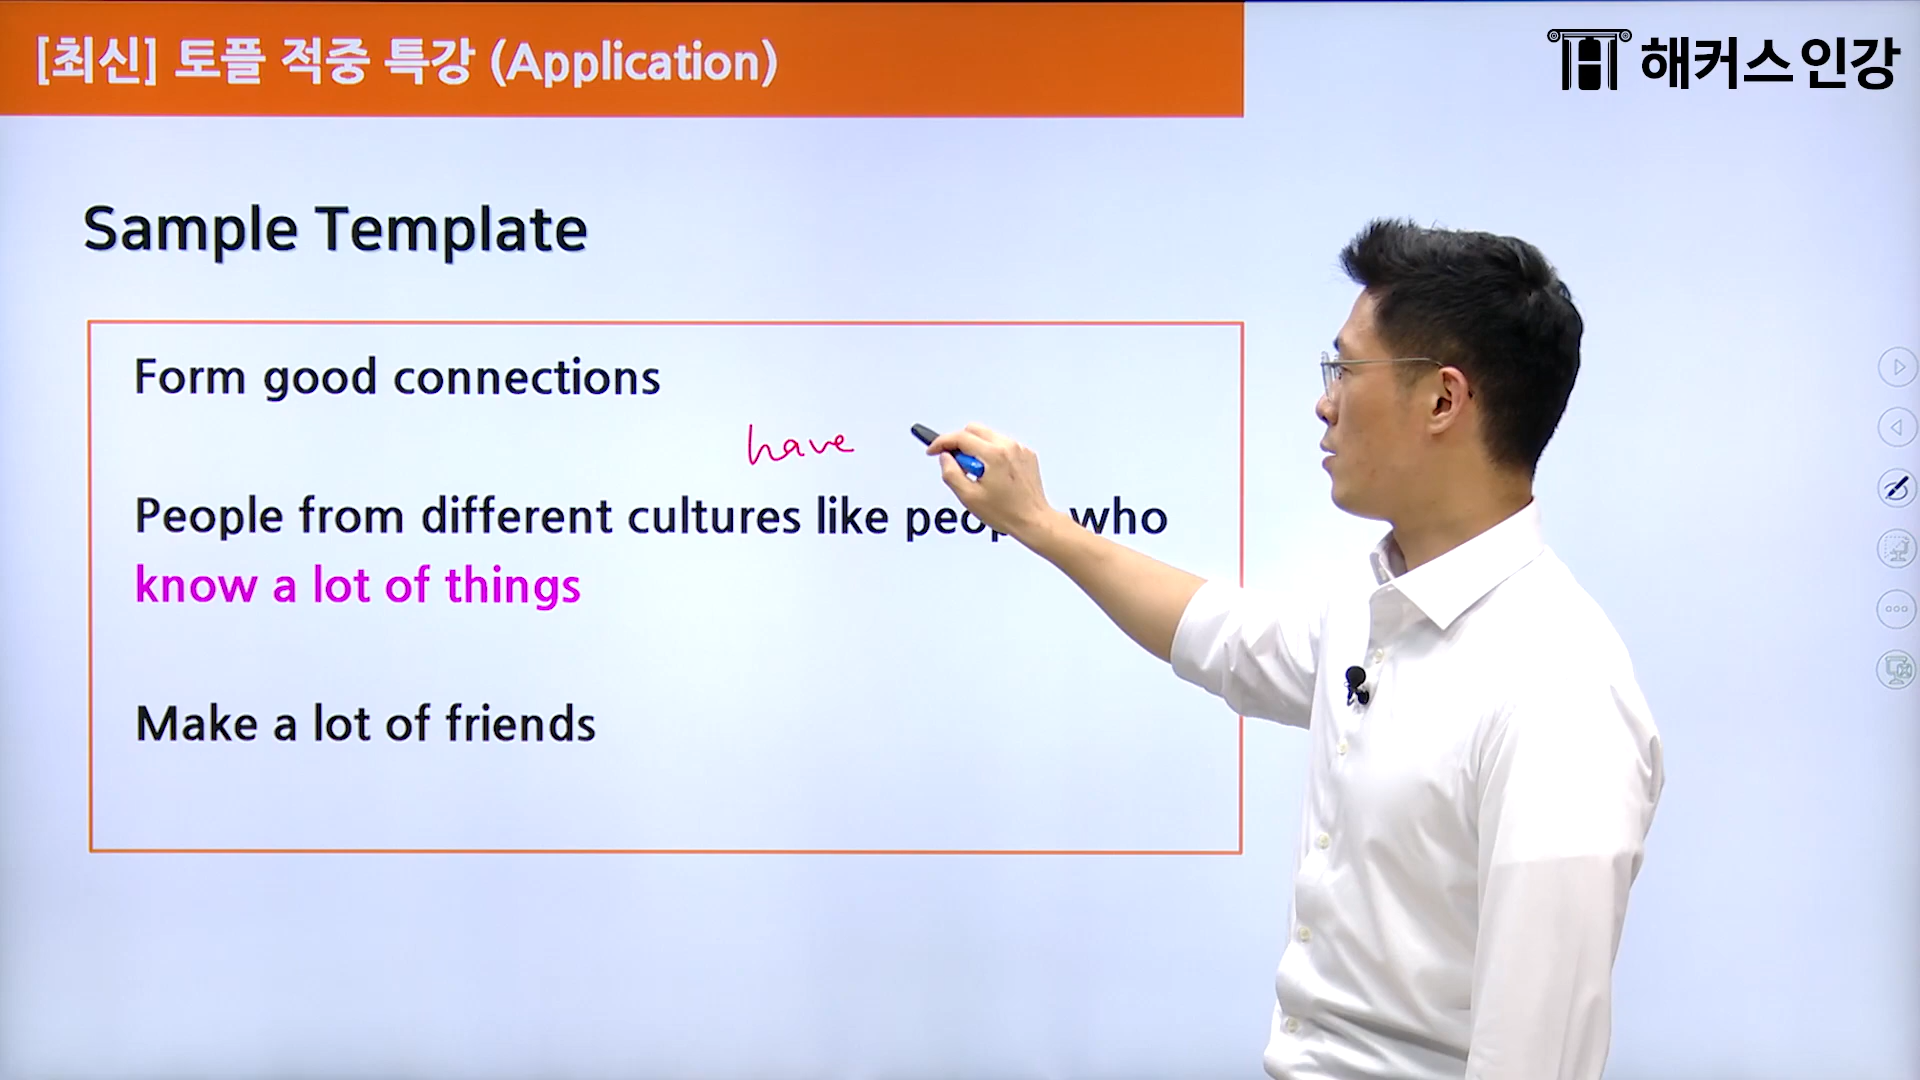 [최신] 토플 적중 특강 (Application)
해커스인강
Sample Template
Form good connections
have
People from different cultures like who
know a lot of things
Make a lot of friends